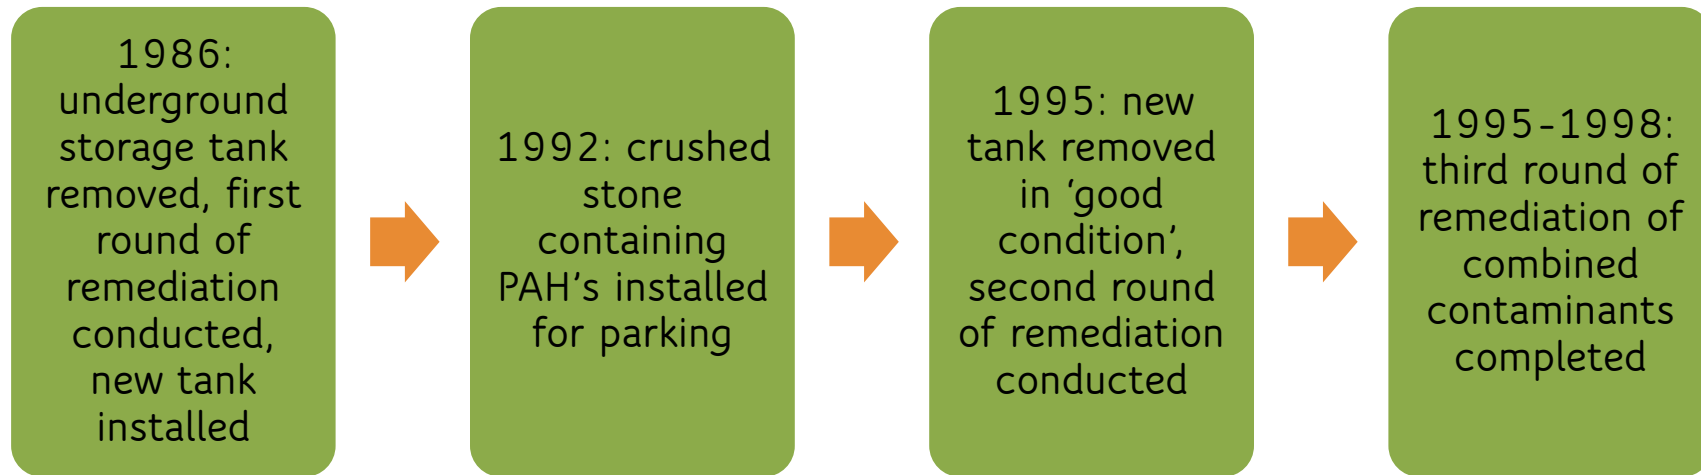 1986:
underground
storage tank
removed, first
round of
remediation
conducted,
new tank
installed
1992: crushed
stone
containing
PAH’s installed
for parking
1995: new
tank removed
in ‘good
condition’,
second round
of remediation
conducted
1995-1998:
third round of
remediation of
combined
contaminants
completed